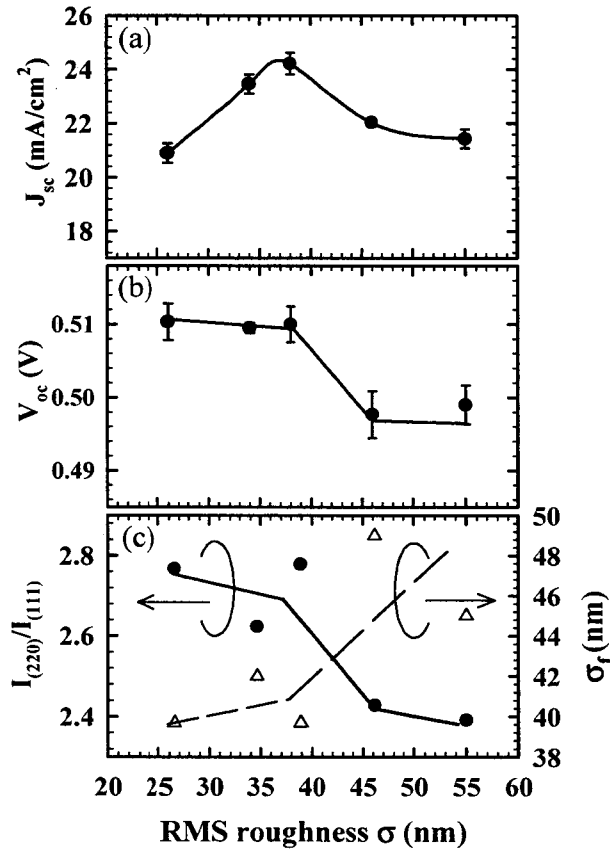 (a)
26
24
22
20
18
J_sc (mA/cm²)
(b)
0.51
0.50
0.49
V_oc (V)
(c)
2.8
2.6
2.4
I_(220)/I_(111)
50
48
46
44
42
40
38
σ_f (nm)
20 25 30 35 40 45 50 55 60
RMS roughness σ (nm)